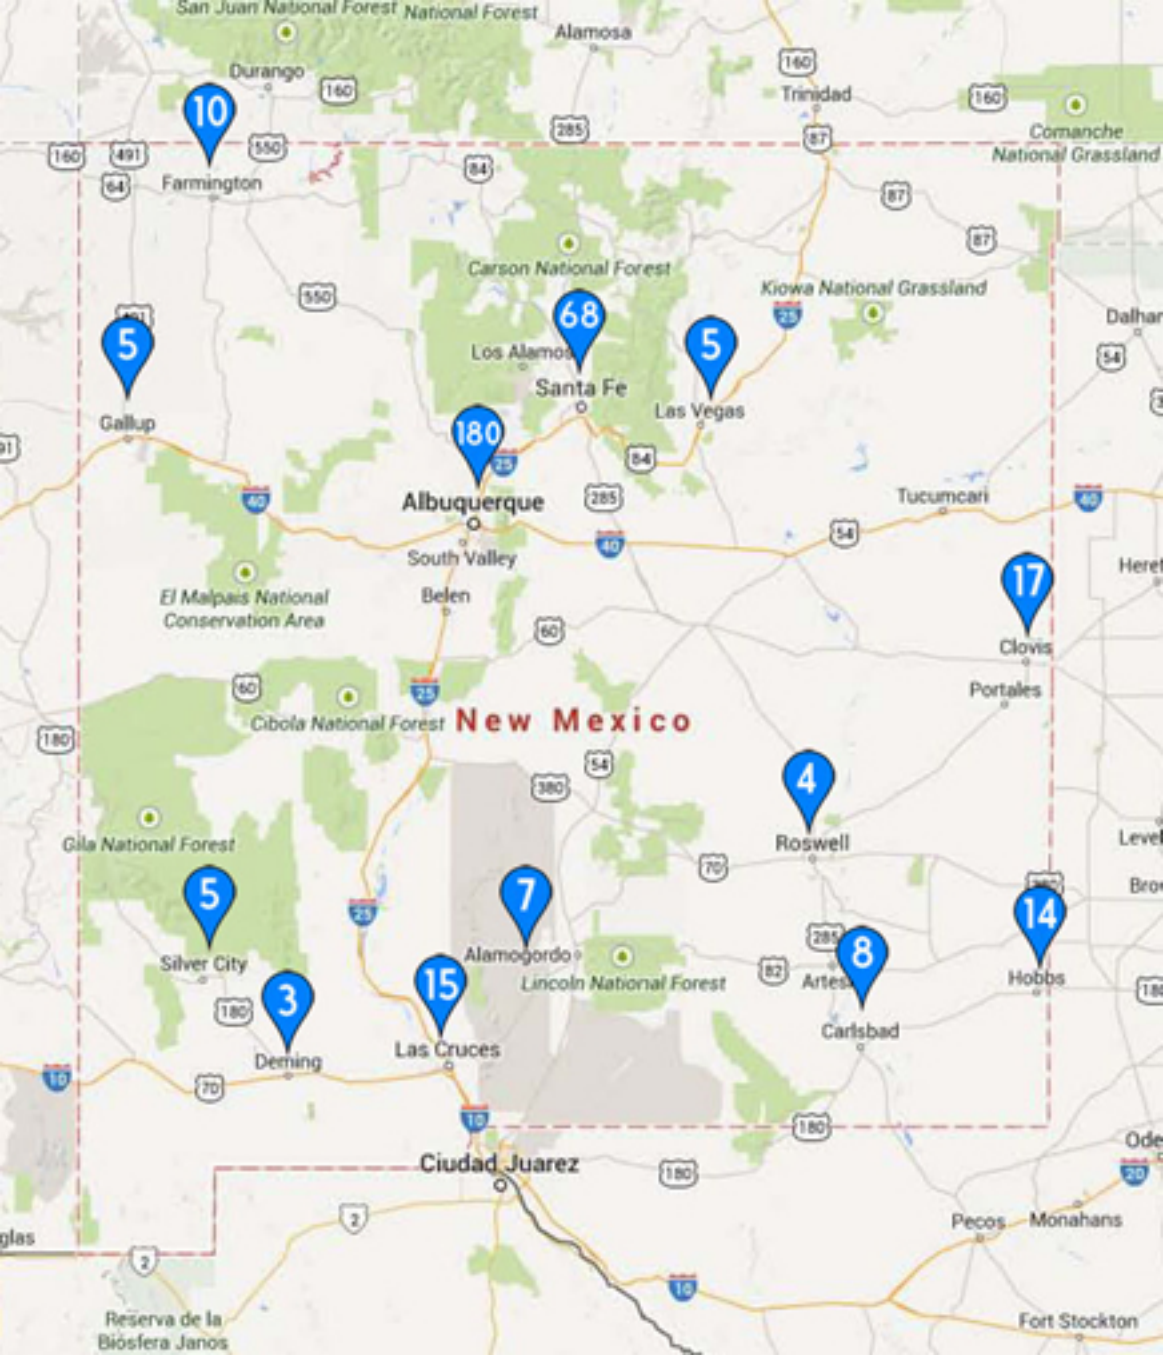 San Juan National Forest
National Forest
Alamosa
Durango
160
160
10
Trinidad
160
285
Comanche
National Grassland
87
160
491
550
64
Farmington
84
87
87
Carson National Forest
550
Kiowa National Grassland
25
68
5
5
Los Alamos
54
Santa Fe
Las Vegas
Gallup
180
25
84
91
40
Albuquerque
285
Tucumcari
40
54
South Valley
40
El Malpais National
Conservation Area
Belen
17
60
Clovis
60
25
Portales
Cibola National Forest
New Mexico
180
54
380
4
Gila National Forest
Roswell
70
5
7
25
14
285
8
Silver City
Alamogordo
Lincoln National Forest
82
Hobbs
3
15
180
Carlsbad
Las Cruces
Deming
10
70
10
180
Ciudad Juarez
180
20
2
Pecos
Monahans
glas
2
10
Reserva de la
Biósfera Janos
Fort Stockton